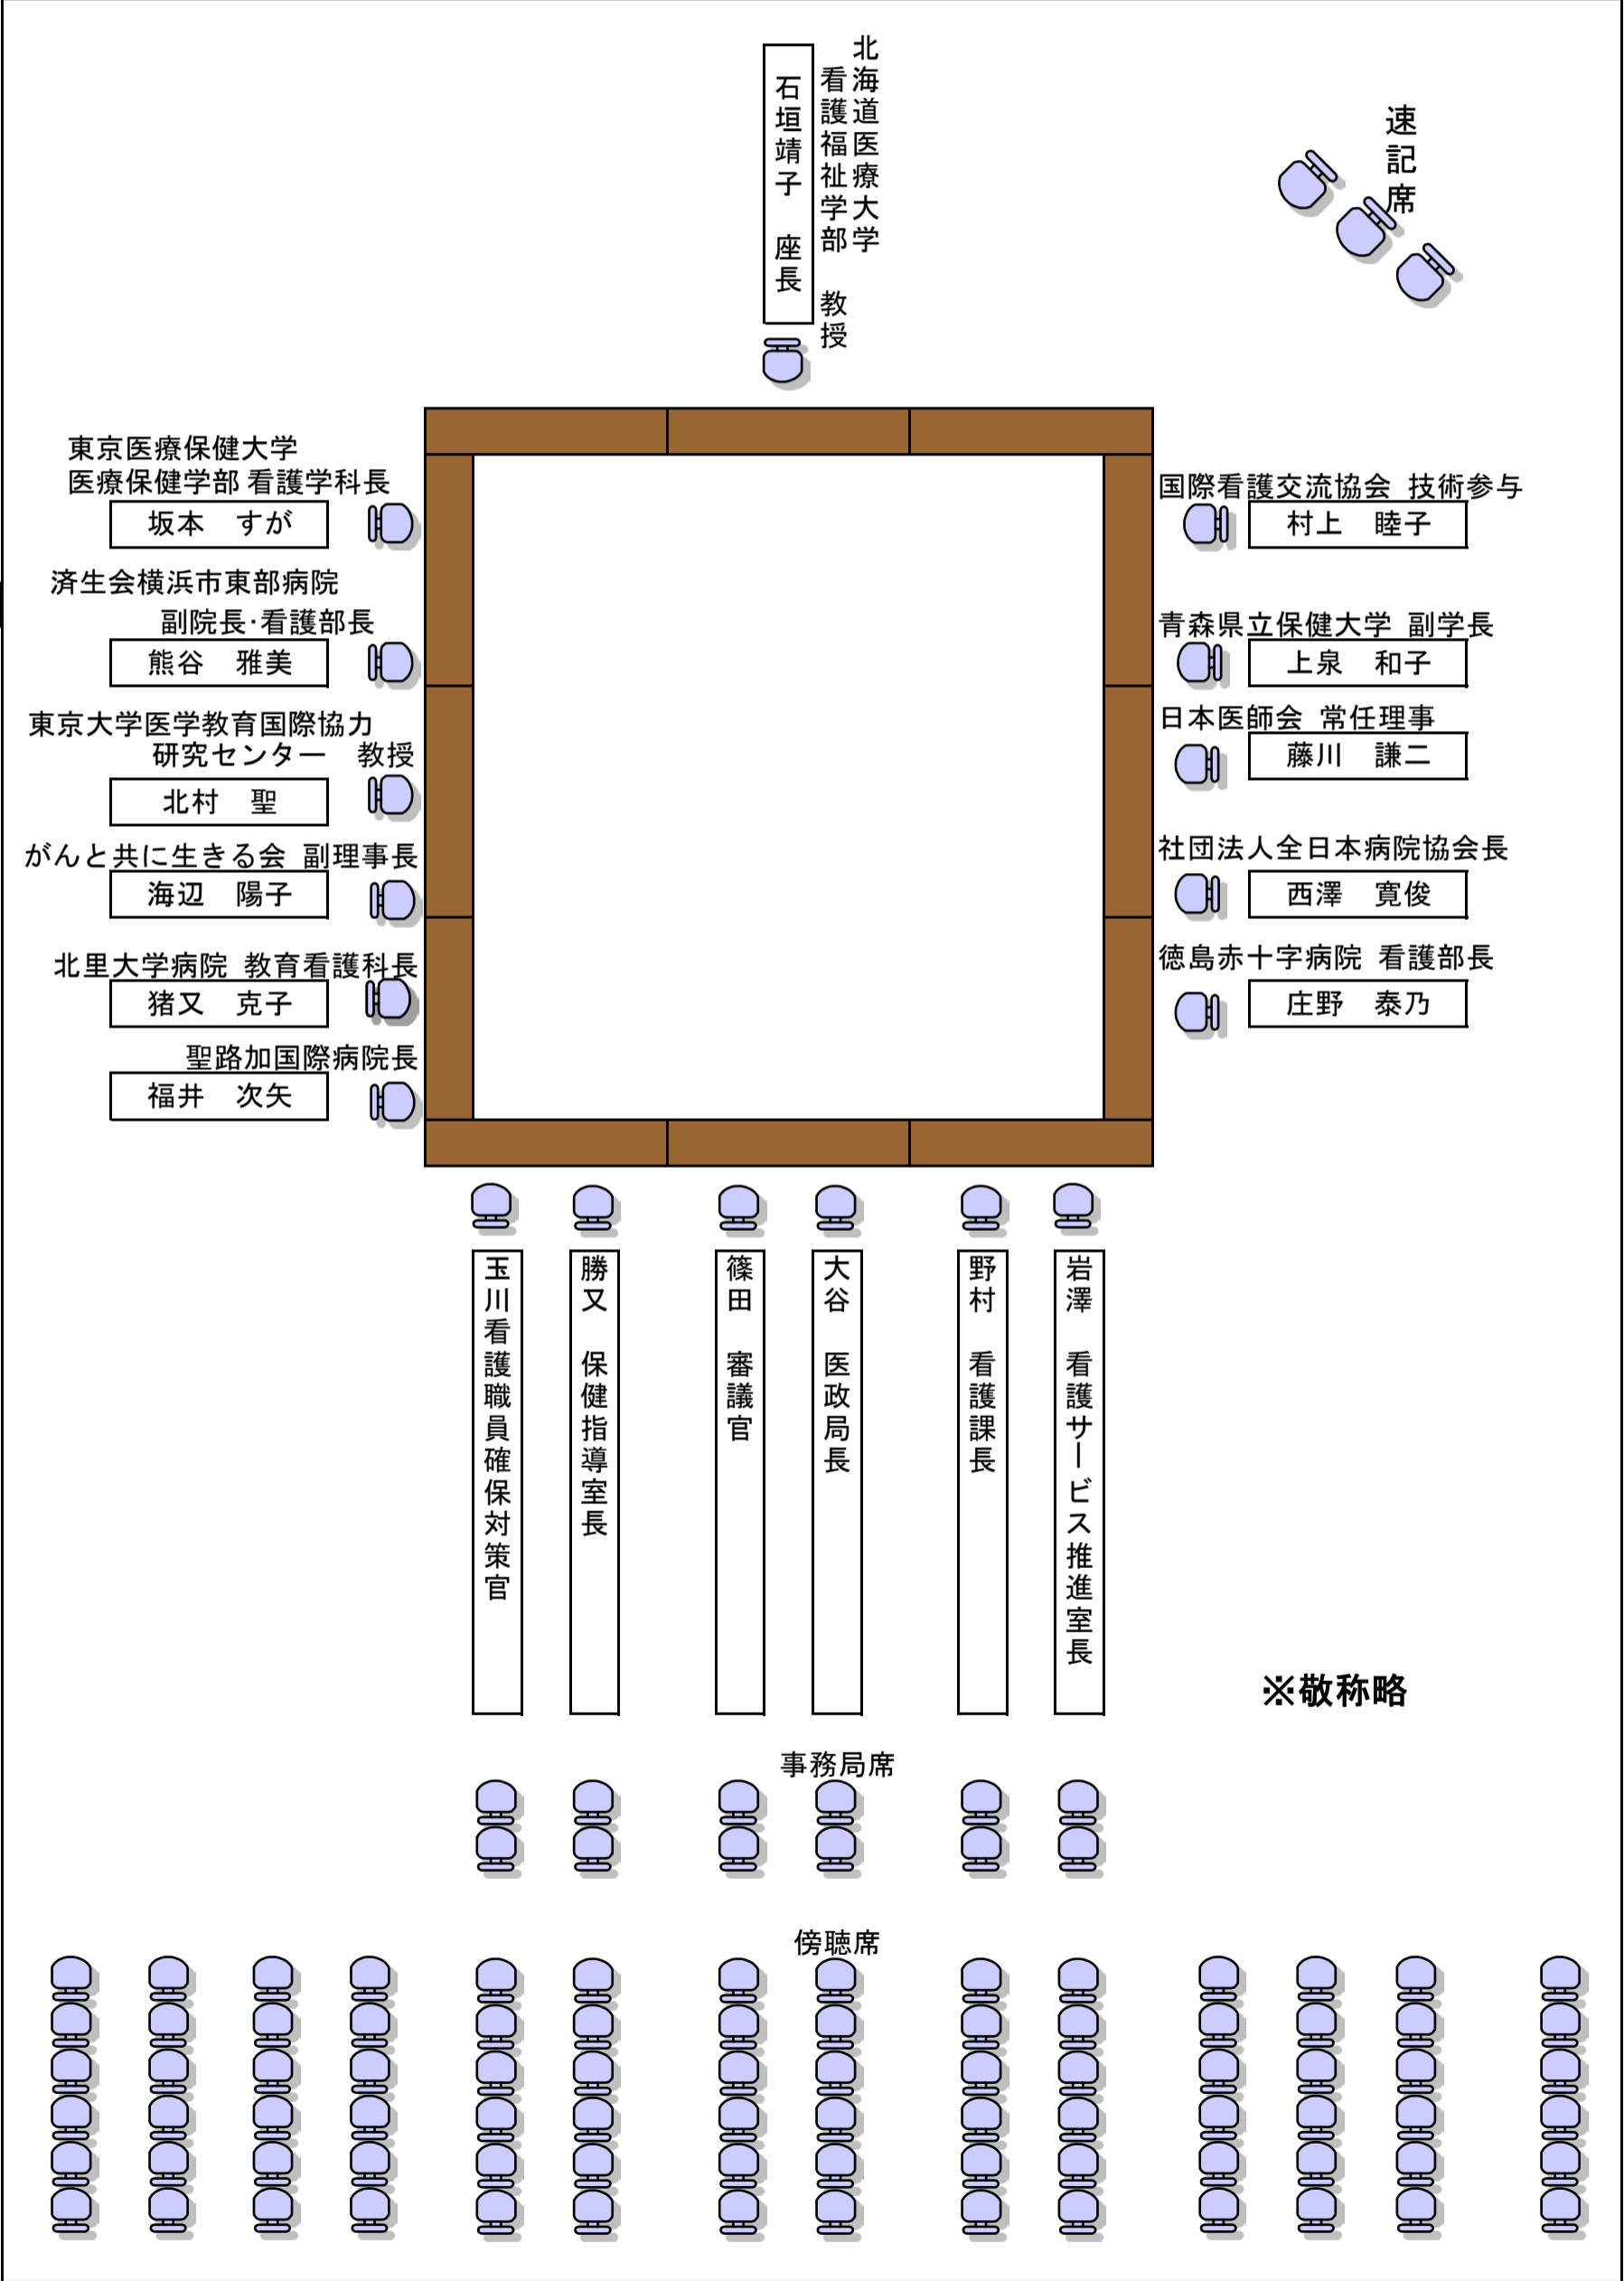 北海道医療大学
看護福祉学部　教授
石垣靖子　座長
速記席
東京医療保健大学
医療保健学部 看護学科長
坂本　すが
済生会横浜市東部病院
副院長･看護部長
熊谷　雅美
東京大学医学教育国際協力
研究センター　教授
北村　聖
がんと共に生きる会 副理事長
海辺　陽子
北里大学病院 教育看護科長
猪又　克子
聖路加国際病院長
福井　次矢
国際看護交流協会 技術参与
村上　睦子
青森県立保健大学 副学長
上泉　和子
日本医師会 常任理事
藤川　謙二
社団法人全日本病院協会長
西澤　寛俊
徳島赤十字病院 看護部長
庄野　泰乃
玉川看護職員確保対策官
勝又　保健指導室長
篠田　審議官
大谷　医政局長
野村　看護課長
岩澤　看護サービス推進室長
※敬称略
事務局席
傍聴席